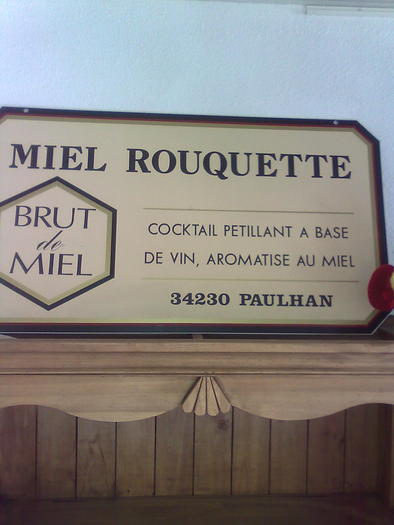 MIEL ROUQUETTE
BRUT
de
MIEL
COCKTAIL PETILLANT A BASE
DE VIN, AROMATISE AU MIEL
34230 PAULHAN